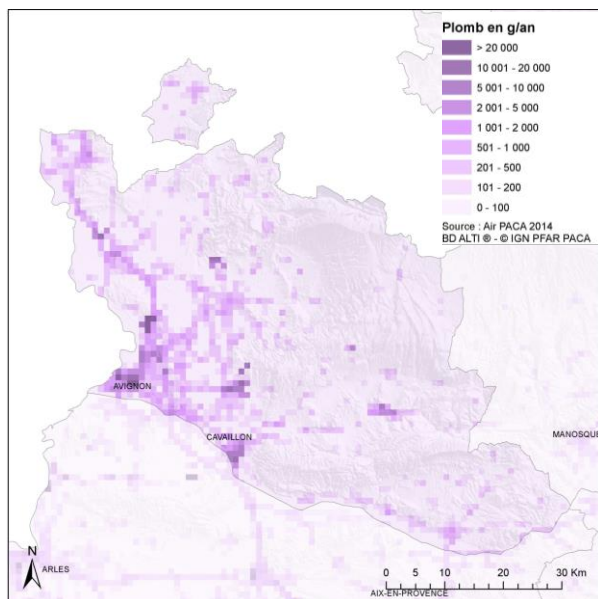 Plomb en g/an
> 20 000
10 001 - 20 000
5 001 - 10 000
2 001 - 5 000
1 001 - 2 000
501 - 1 000
201 - 500
101 - 200
0 - 100
Source : Air PACA 2014
BD ALTI ® - © IGN PFAR PACA
AVIGNON
CAVAILLON
MANOSQUE
N
ARLES
0 5 10 20 30 Km
AIX-EN-PROVENCE